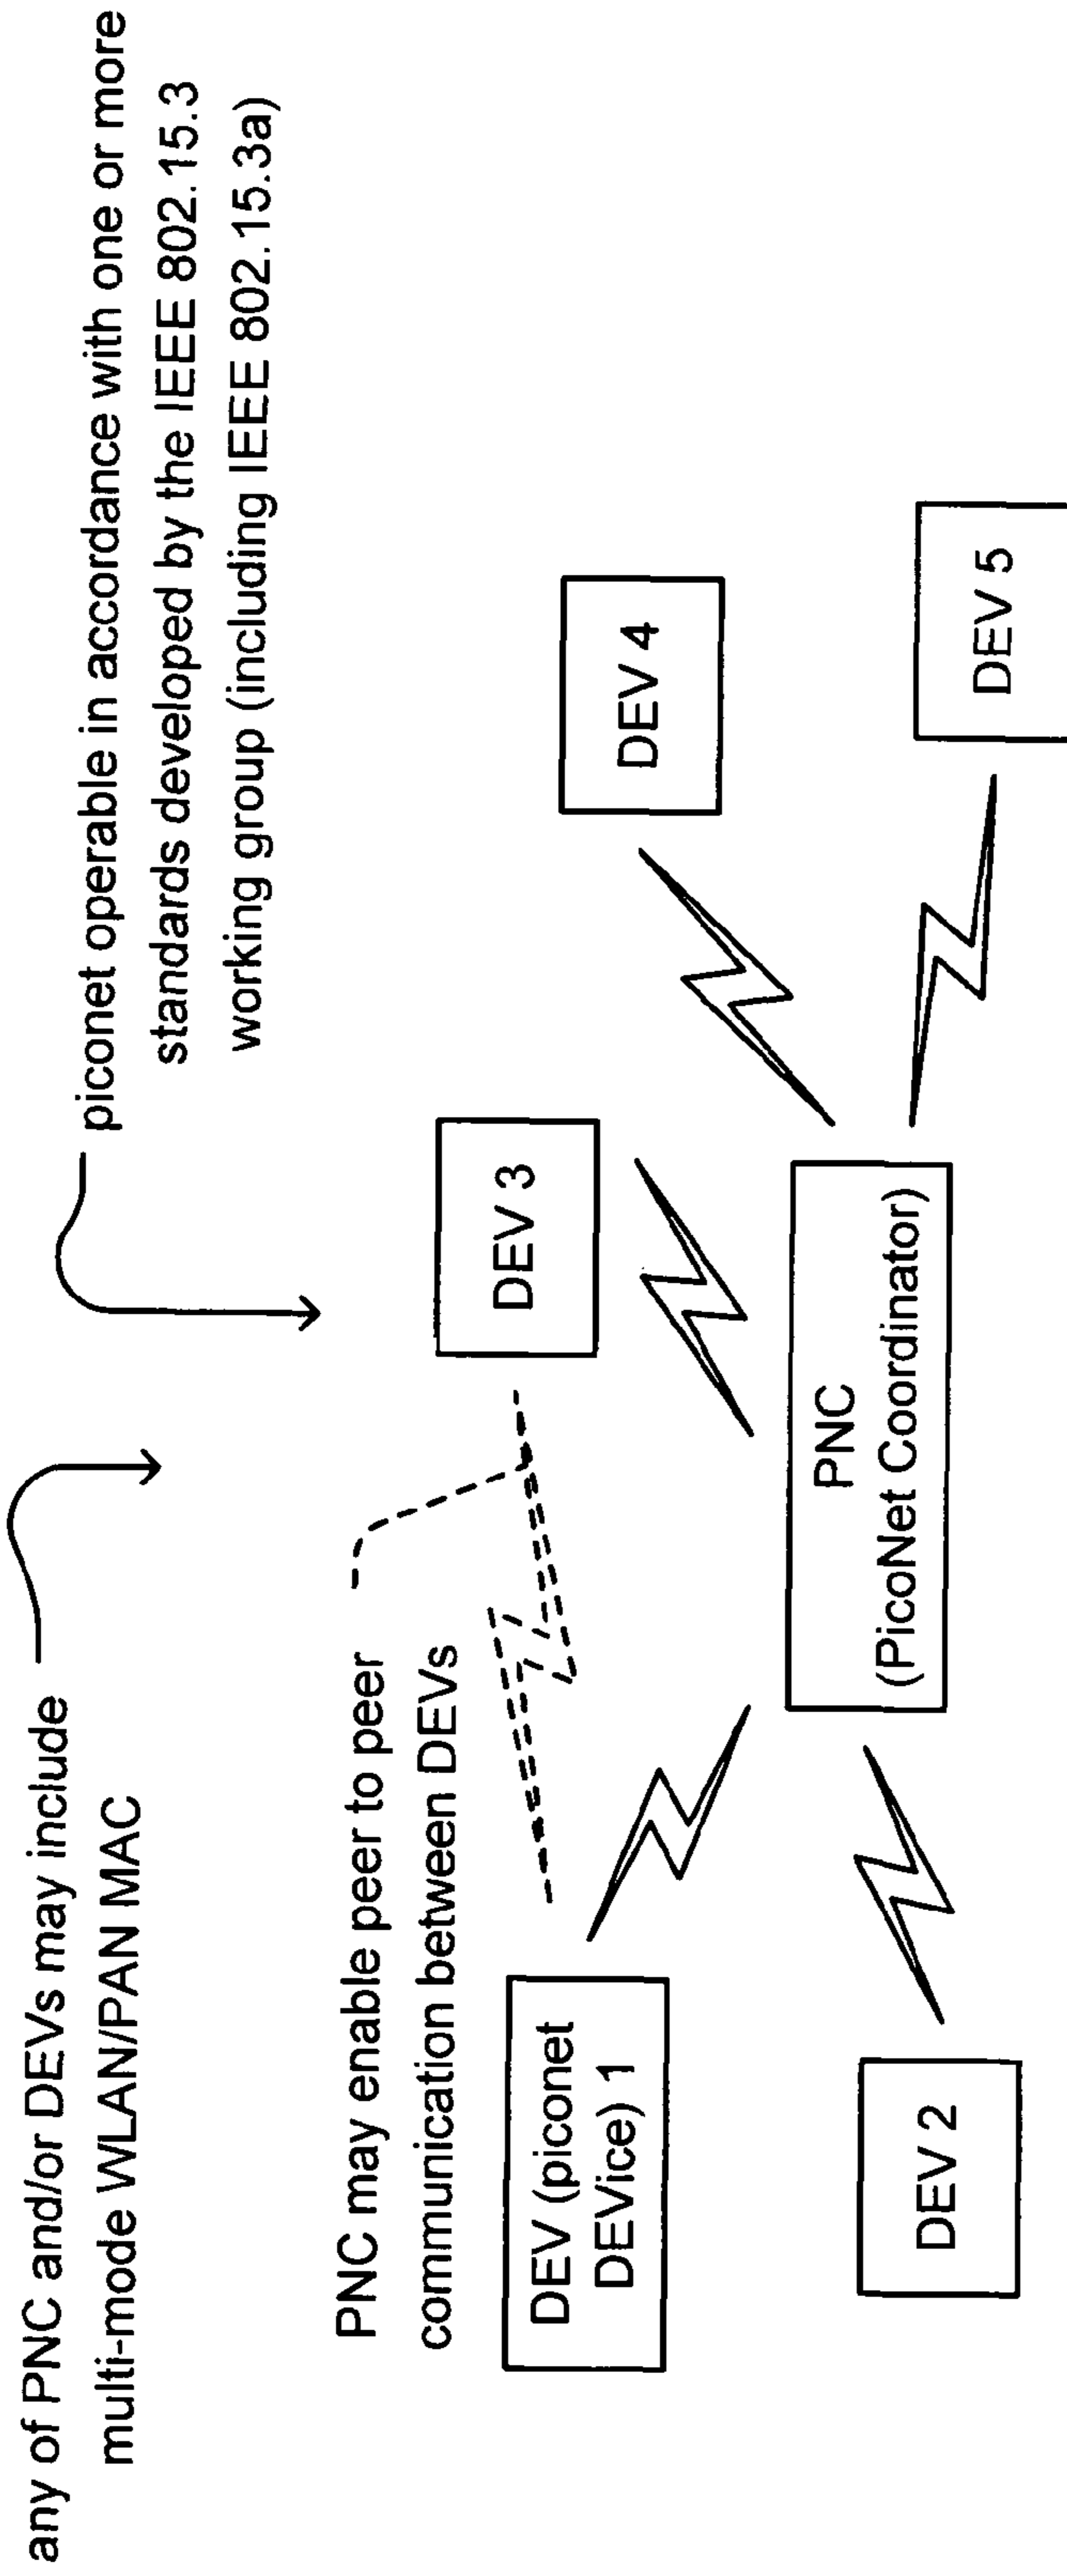 any of PNC and/or DEVs may include
multi-mode WLAN/PAN MAC
piconet operable in accordance with one or more
standards developed by the IEEE 802.15.3
working group (including IEEE 802.15.3a)
PNC may enable peer to peer
communication between DEVs
DEV (piconet
DEVice) 1
DEV 3
DEV 4
PNC
(PicoNet Coordinator)
DEV 2
DEV 5